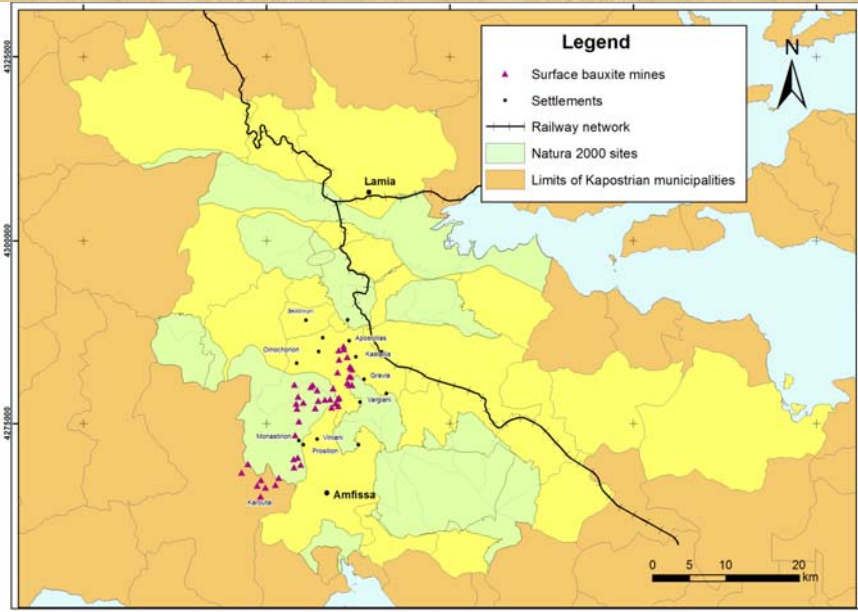 Legend
N
Surface bauxite mines
Settlements
Railway network
Natura 2000 sites
Limits of Kapostrian municipalities
4325000
4300000
4275000
Lamia
Apostolias
Oinochorion
Kastellia
Gravia
Vargiani
Monastirion
Viniani
Prosilion
Karoutai
Amfissa
0 5 10 20
km